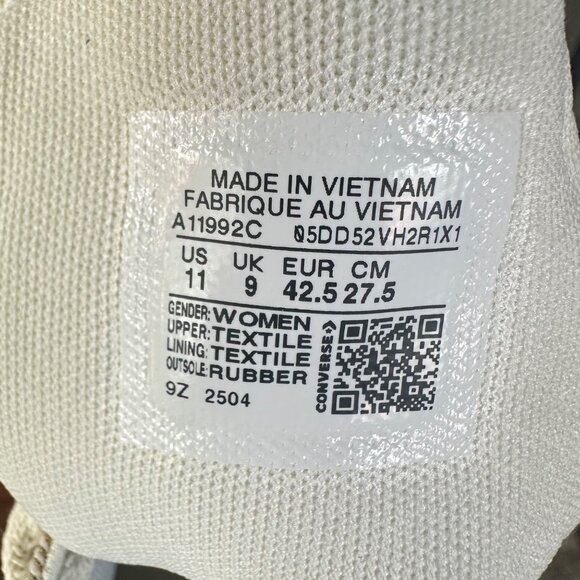 MADE IN VIETNAM
FABRIQUE AU VIETNAM
A11992C 05DD52VH2R1X1
US UK EUR CM
11 9 42.5 27.5
GENDER: WOMEN
UPPER: TEXTILE
LINING: TEXTILE
OUTSOLE: RUBBER
CONVERSE
9Z 2504